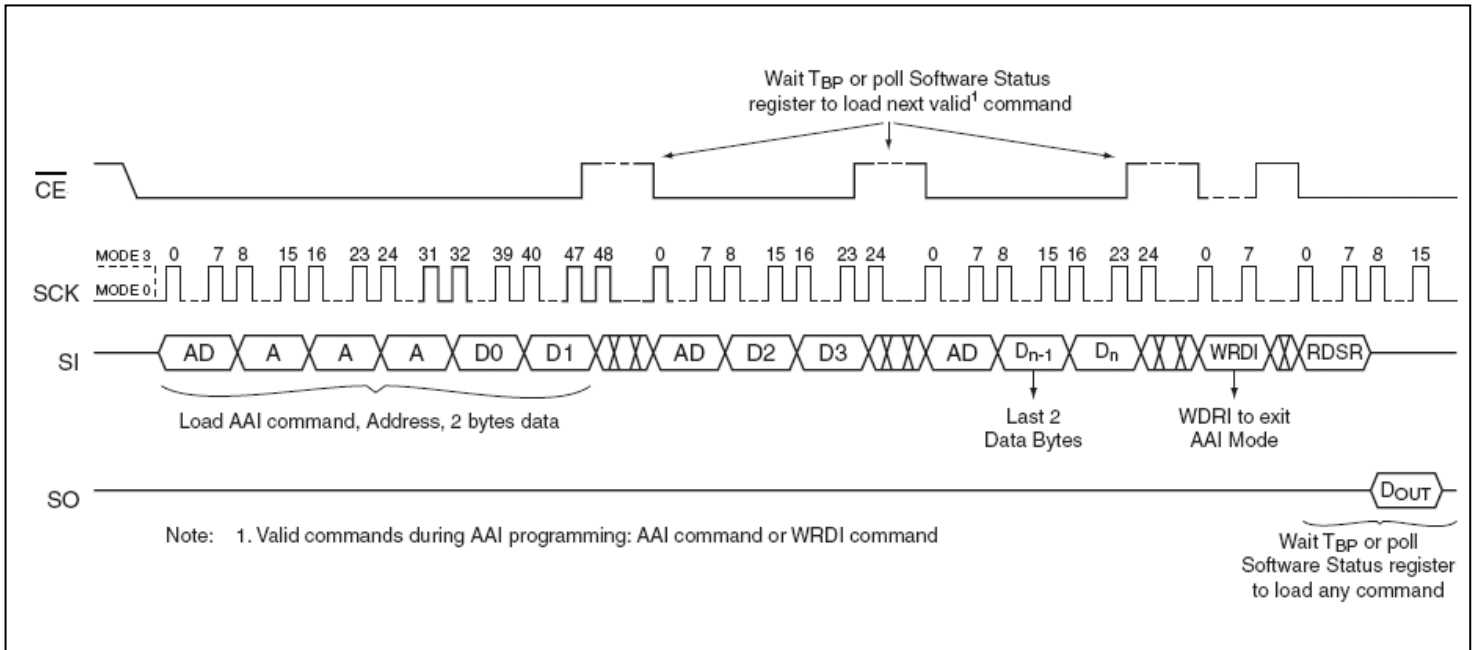 Wait TBP or poll Software Status
register to load next valid1 command
CE
MODE 3 0 7 8 15 16 23 24 31 32 39 40 47 48 0 7 8 15 16 23 24 0 7 8 15 16 23 24 0 7 0 7 8 15
SCK MODE 0
SI AD A A A D0 D1 AD D2 D3 AD Dn-1 Dn WRDI RDSR
Load AAI command, Address, 2 bytes data
Last 2
Data Bytes
WDRI to exit
AAI Mode
SO DOUT
Note: 1. Valid commands during AAI programming: AAI command or WRDI command
Wait TBP or poll
Software Status register
to load any command